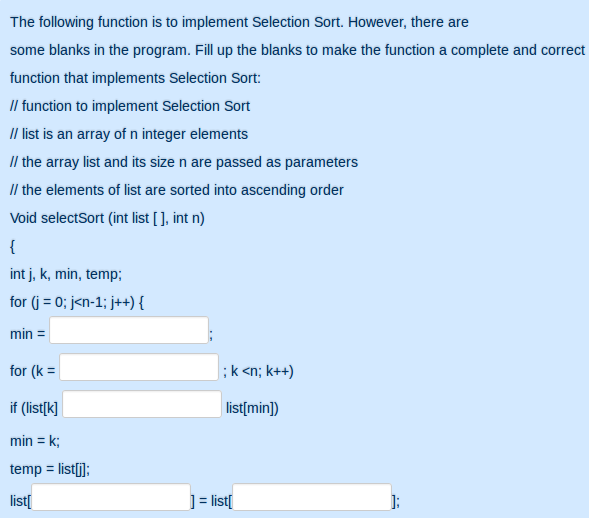 The following function is to implement Selection Sort. However, there are
some blanks in the program. Fill up the blanks to make the function a complete and correct
function that implements Selection Sort:
// function to implement Selection Sort
// list is an array of n integer elements
// the array list and its size n are passed as parameters
// the elements of list are sorted into ascending order
Void selectSort (int list [ ], int n)
{
int j, k, min, temp;
for (j = 0; j<n-1; j++) {
min = ;
for (k = ; k <n; k++)
if (list[k] list[min])
min = k;
temp = list[j];
list[ ] = list[ ];